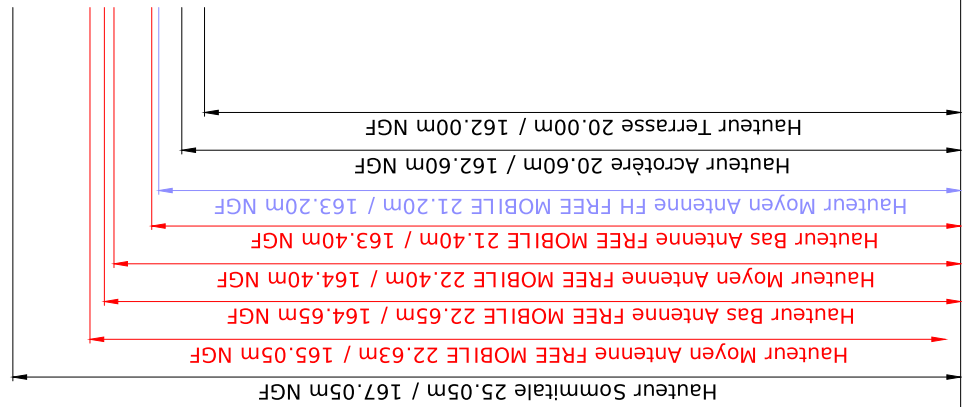 Hauteur Sommitale 25.05m / 167.05m NGF
Hauteur Moyen Antenne FREE MOBILE 22.63m / 165.05m NGF
Hauteur Bas Antenne FREE MOBILE 22.65m / 164.65m NGF
Hauteur Moyen Antenne FREE MOBILE 22.40m / 164.40m NGF
Hauteur Bas Antenne FREE MOBILE 21.40m / 163.40m NGF
Hauteur Moyen Antenne FH FREE MOBILE 21.20m / 163.20m NGF
Hauteur Acrotère 20.60m / 162.60m NGF
Hauteur Terrasse 20.00m / 162.00m NGF